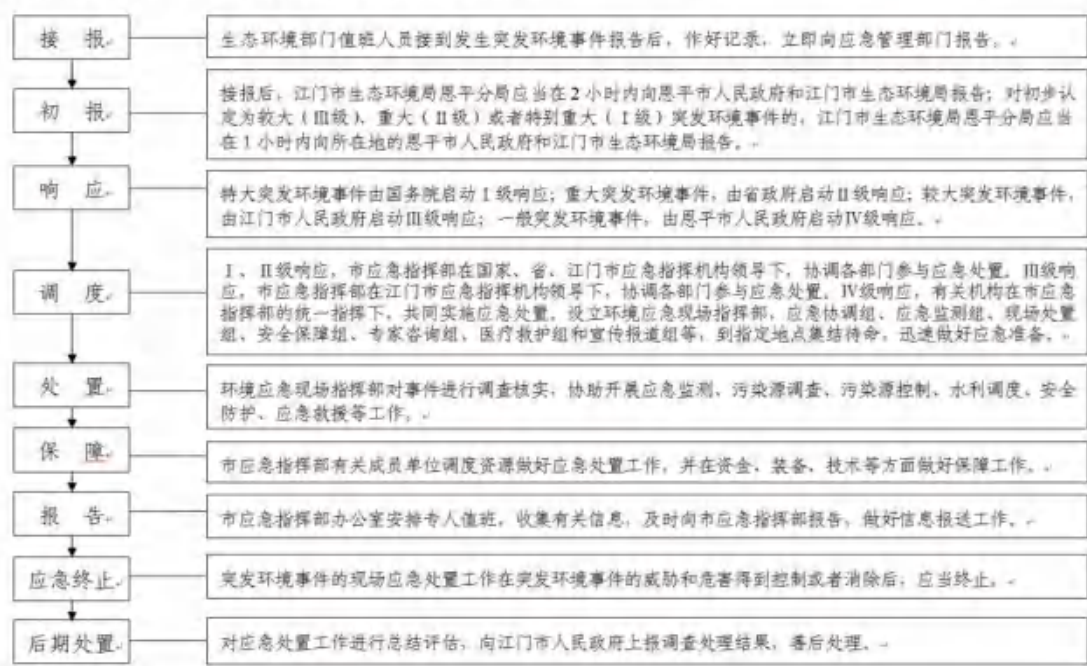 接 报
生态环境部门值班人员接到发生突发环境事件报告后，作好记录，立即向应急管理部门报告。
初 报
接报后，江门市生态环境局恩平分局应当在2小时内向恩平市人民政府和江门市生态环境局报告；对初步认
定为较大（Ⅲ级）、重大（Ⅱ级）或者特别重大（Ⅰ级）突发环境事件的，江门市生态环境局恩平分局应当
在1小时内向所在地的恩平市人民政府和江门市生态环境局报告。
响 应
特大突发环境事件由国务院启动Ⅰ级响应；重大突发环境事件，由省政府启动Ⅱ级响应；较大突发环境事件，
由江门市人民政府启动Ⅲ级响应；一般突发环境事件，由恩平市人民政府启动Ⅳ级响应。
调 度
Ⅰ、Ⅱ级响应，市应急指挥部在国家、省、江门市应急指挥机构领导下，协调各部门参与应急处置。Ⅲ级响
应，市应急指挥部在江门市应急指挥机构领导下，协调各部门参与应急处置。Ⅳ级响应，有关机构在市应急
指挥部的统一指挥下，共同实施应急处置。设立环境应急现场指挥部，应急协调组、应急监测组、现场处置
组、安全保障组、专家咨询组、医疗救护组和宣传报道组等，到指定地点集结待命，迅速做好应急准备。
处 置
环境应急现场指挥部对事件进行调查核实、协助开展应急监测、污染源调查、污染源控制、水利调度、安全
防护、应急救援等工作。
保 障
市应急指挥部有关成员单位调度资源做好应急处置工作，并在资金、装备、技术等方面做好保障工作。
报 告
市应急指挥部办公室安排专人值班，收集有关信息，及时向市应急指挥部报告，做好信息报送工作。
应急终止
突发环境事件的现场应急处置工作在突发环境事件的威胁和危害得到控制或者消除后，应当终止。
后期处置
对应急处置工作进行总结评估，向江门市人民政府上报调查处理结果，善后处理。